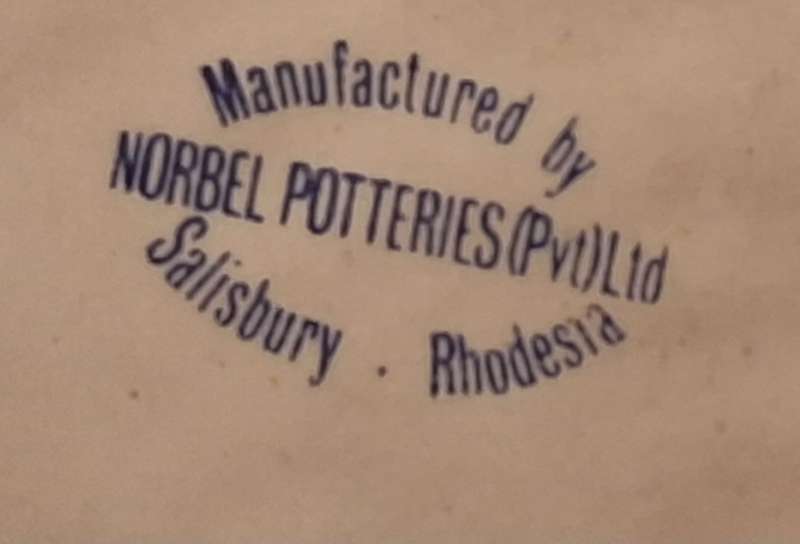 Manufactured by
NORBEL POTTERIES (Pvt) Ltd
Salisbury . Rhodesia